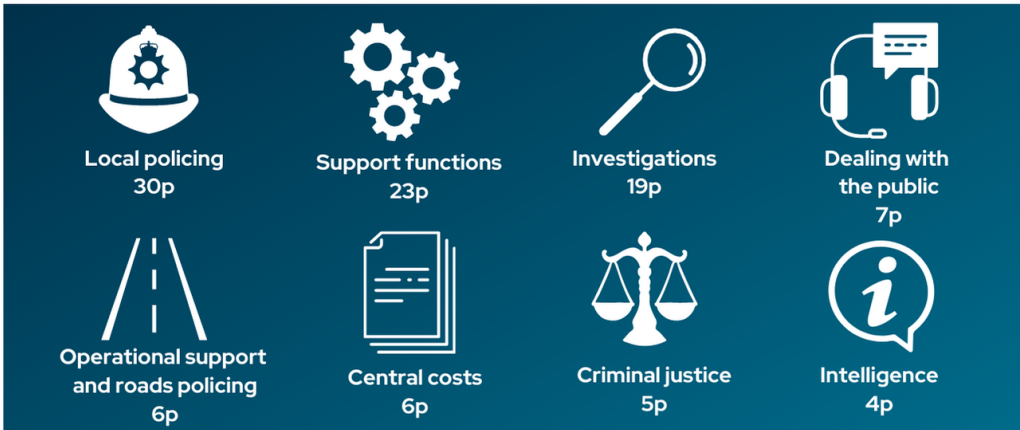 Local policing
30p
Support functions
23p
Investigations
19p
Dealing with
the public
7p
Operational support
and roads policing
6p
Central costs
6p
Criminal justice
5p
Intelligence
4p